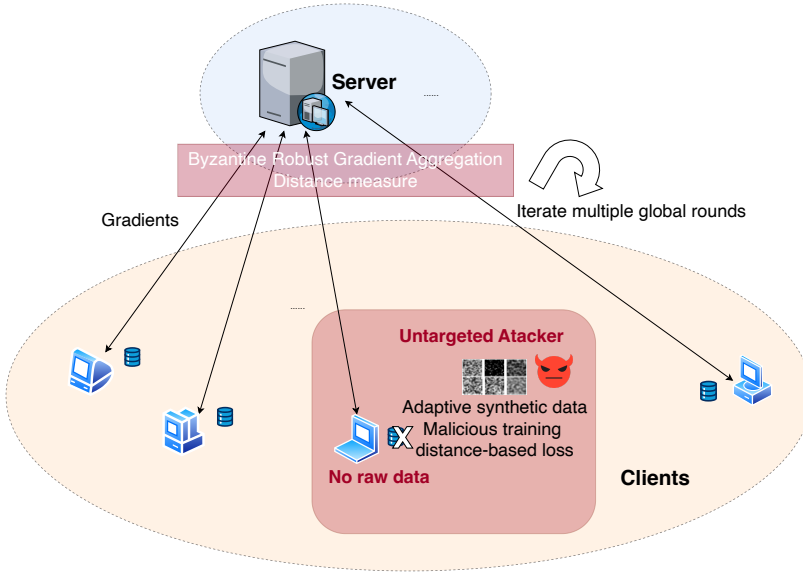 Server
......
Byzantine Robust Gradient Aggregation
Distance measure
Gradients
Iterate multiple global rounds
......
Untargeted Atacker
Adaptive synthetic data
Malicious training
distance-based loss
X
No raw data
Clients